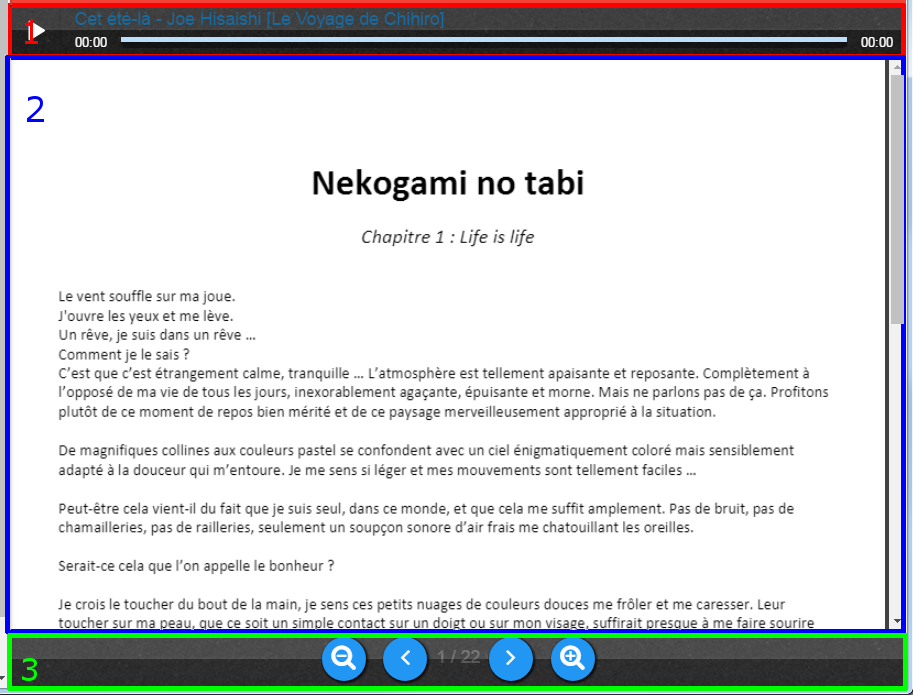 Cet été-là - Joe Hisaishi [Le Voyage de Chihiro]
1
00:00 00:00
2
Nekogami no tabi
Chapitre 1 : Life is life
Le vent souffle sur ma joue.
J'ouvre les yeux et me lève.
Un rêve, je suis dans un rêve ...
Comment je le sais ?
C’est que c’est étrangement calme, tranquille ... L’atmosphère est tellement apaisante et reposante. Complètement à
l’opposé de ma vie de tous les jours, inexorablement agaçante, épuisante et morne. Mais ne parlons pas de ça. Profitons
plutôt de ce moment de repos bien mérité et de ce paysage merveilleusement approprié à la situation.
De magnifiques collines aux couleurs pastel se confondent avec un ciel énigmatiquement coloré mais sensiblement
adapté à la douceur qui m’entoure. Je me sens si léger et mes mouvements sont tellement faciles ...
Peut-être cela vient-il du fait que je suis seul, dans ce monde, et que cela me suffit amplement. Pas de bruit, pas de
chamailleries, pas de railleries, seulement un soupçon sonore d’air frais me chatouillant les oreilles.
Serait-ce cela que l’on appelle le bonheur ?
Je crois le toucher du bout de la main, je sens ces petits nuages de couleurs douces me frôler et me caresser. Leur
toucher sur ma peau, que ce soit un simple contact sur un doigt ou sur mon visage, suffirait presque à me faire sourire
3
1 / 22